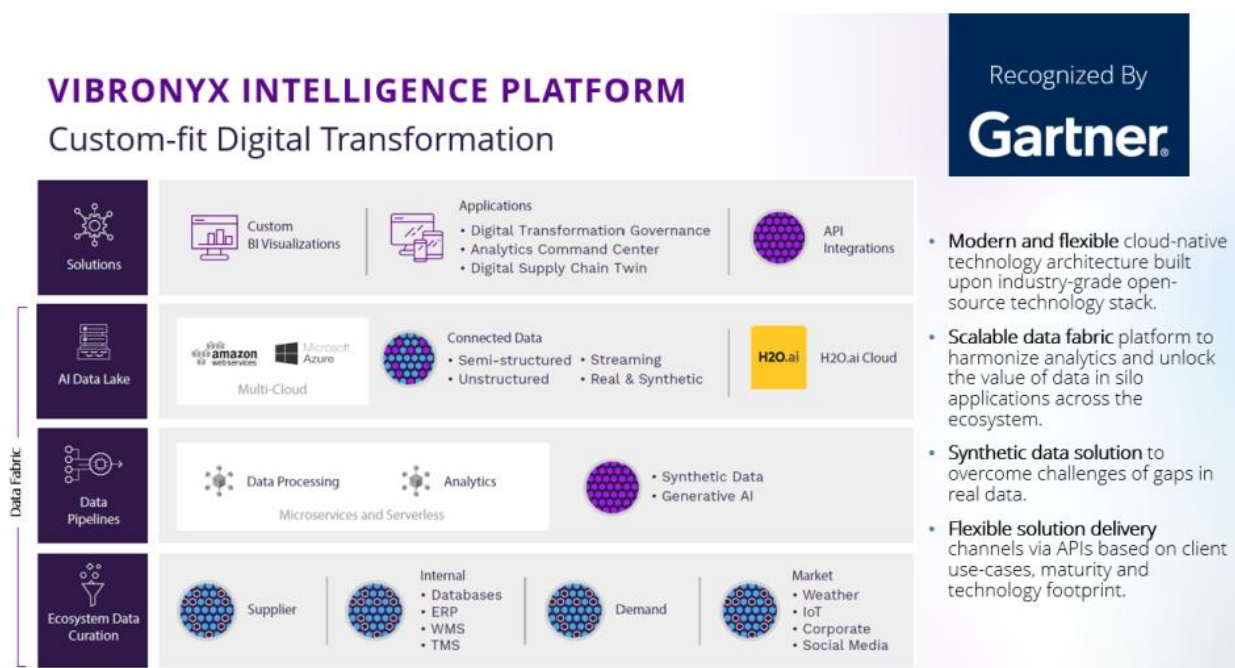 VIBRONYX INTELLIGENCE PLATFORM
Custom-fit Digital Transformation
Recognized By
Gartner®
Solutions
Custom
BI Visualizations
Applications
• Digital Transformation Governance
• Analytics Command Center
• Digital Supply Chain Twin
API
Integrations
Data Fabric
AI Data Lake
amazon
webservices
Microsoft
Azure
Multi-Cloud
Connected Data
• Semi-structured • Streaming
• Unstructured • Real & Synthetic
H2O.ai
H2O.ai Cloud
Data
Pipelines
Data Processing
Analytics
Microservices and Serverless
• Synthetic Data
• Generative AI
Ecosystem Data
Curation
Supplier
Internal
• Databases
• ERP
• WMS
• TMS
Demand
Market
• Weather
• IoT
• Corporate
• Social Media
• Modern and flexible cloud-native
technology architecture built
upon industry-grade open-
source technology stack.
• Scalable data fabric platform to
harmonize analytics and unlock
the value of data in silo
applications across the
ecosystem.
• Synthetic data solution to
overcome challenges of gaps in
real data.
• Flexible solution delivery
channels via APIs based on client
use-cases, maturity and
technology footprint.